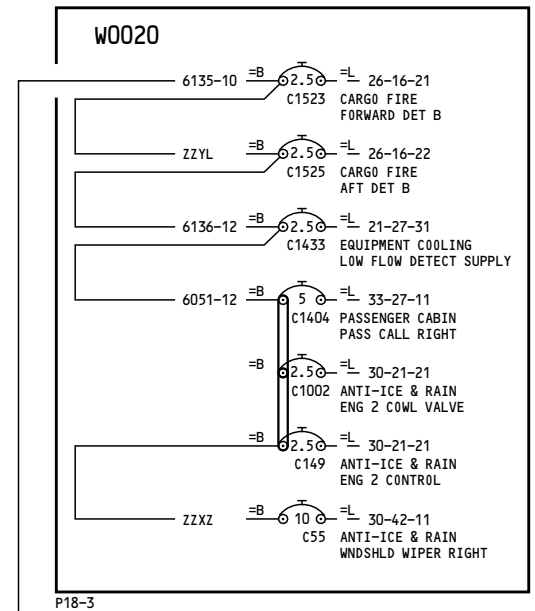 W0020
6135-10 =B 2.5 =L 26-16-21
C1523 CARGO FIRE
FORWARD DET B
ZZYL =B 2.5 =L 26-16-22
C1525 CARGO FIRE
AFT DET B
6136-12 =B 2.5 =L 21-27-31
C1433 EQUIPMENT COOLING
LOW FLOW DETECT SUPPLY
6051-12 =B 5 =L 33-27-11
C1404 PASSENGER CABIN
PASS CALL RIGHT
=B 2.5 =L 30-21-21
C1002 ANTI-ICE & RAIN
ENG 2 COWL VALVE
=B 2.5 =L 30-21-21
C149 ANTI-ICE & RAIN
ENG 2 CONTROL
ZZXZ =B 10 =L 30-42-11
C55 ANTI-ICE & RAIN
WNDSHLD WIPER RIGHT
P18-3